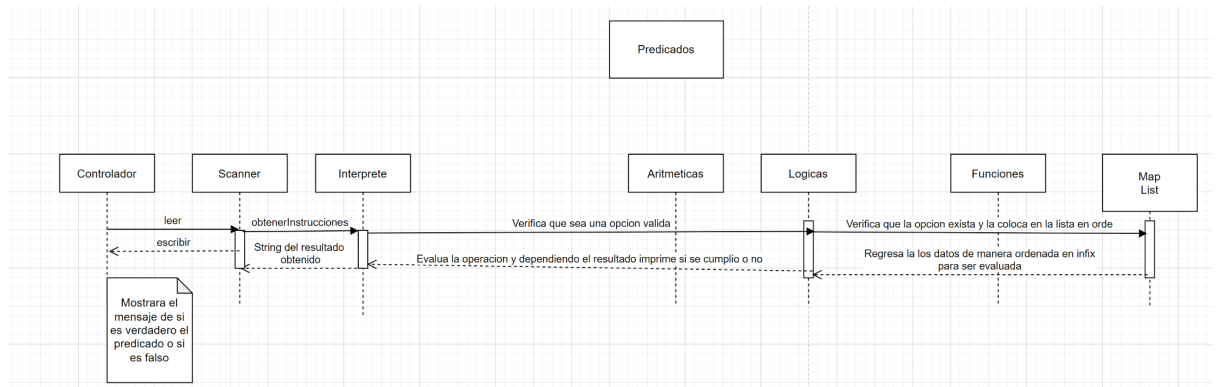 Predicados
Controlador
Scanner
Interprete
Aritmeticas
Logicas
Funciones
Map
List
leer
obtenerInstrucciones
Verifica que sea una opcion valida
Verifica que la opcion exista y la coloca en la lista en orde
escribir
String del resultado
obtenido
Evalua la operacion y dependiendo el resultado imprime si se cumplio o no
Regresa la los datos de manera ordenada en infix
para ser evaluada
Mostrara el
mensaje de si
es verdadero el
predicado o si
es falso